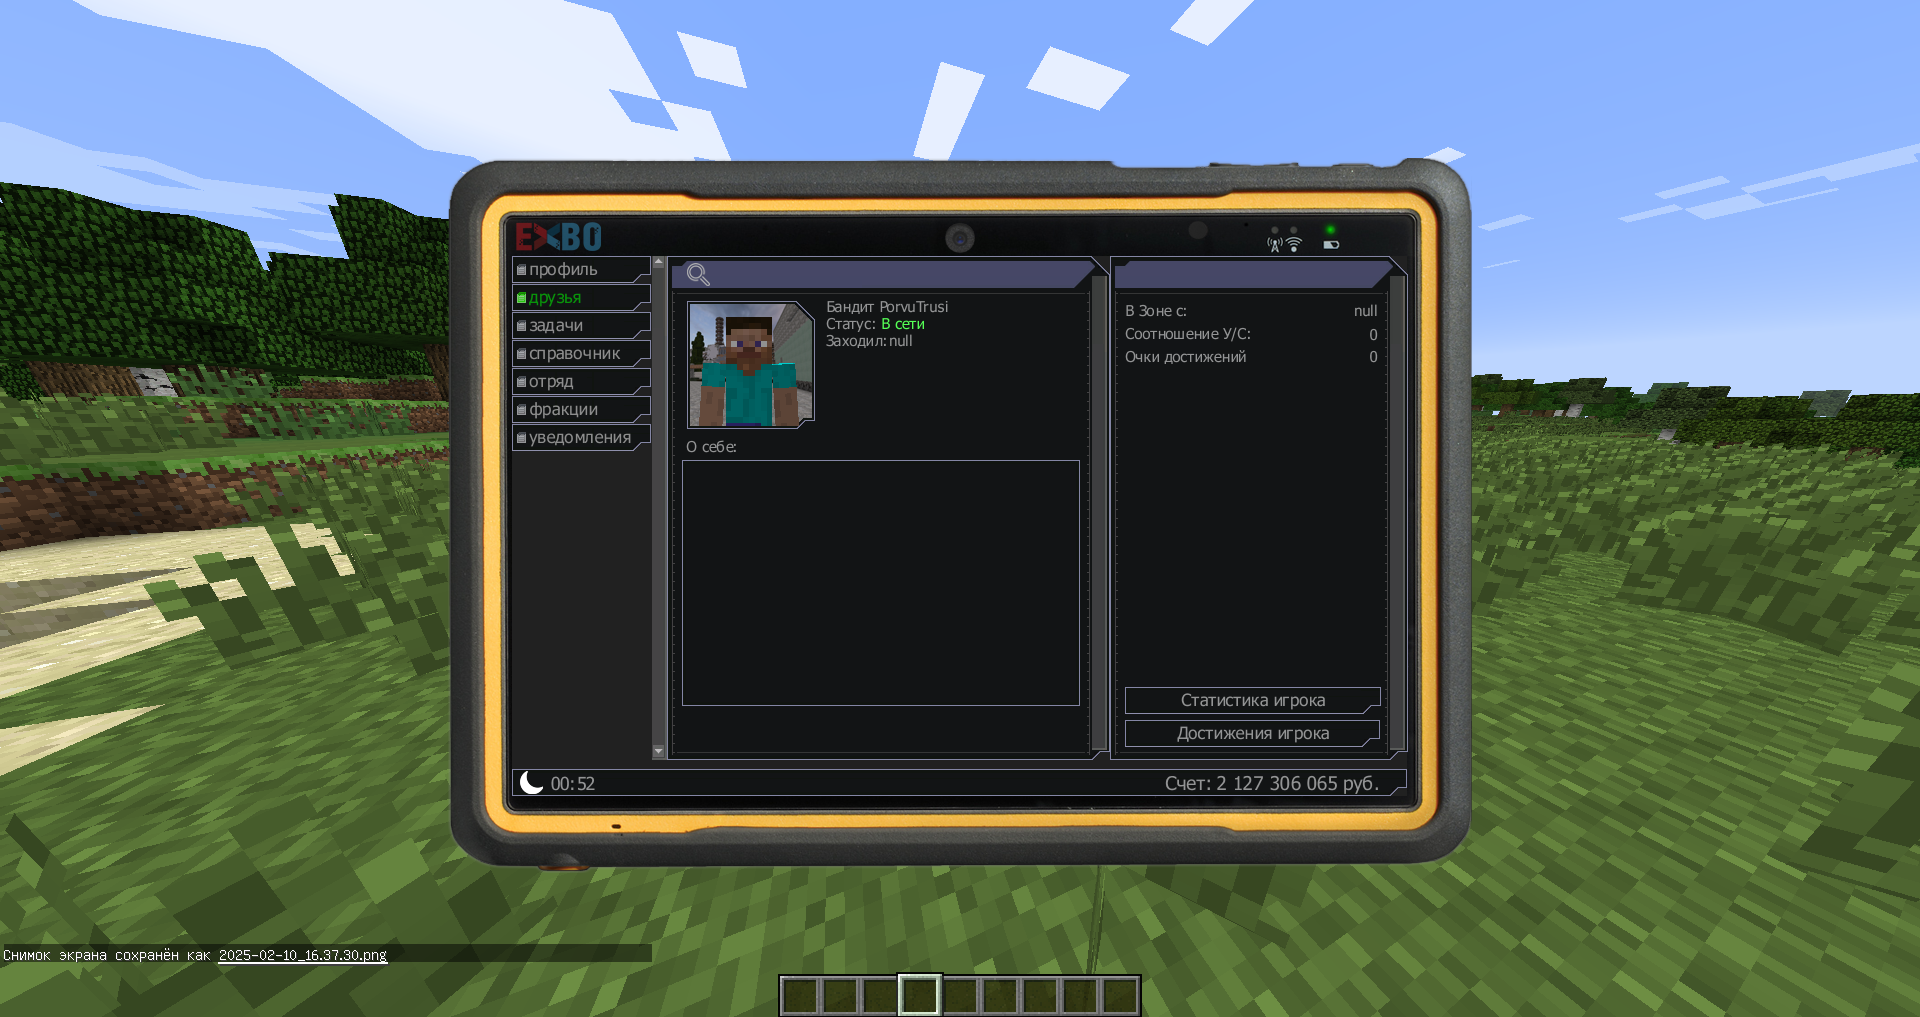 EXBO
профиль
друзья
задачи
справочник
отряд
фракции
уведомления
Бандит PorvuTrusi
Статус: В сети
Заходил: null
О себе:
В Зоне с: null
Соотношение У/С: 0
Очки достижений 0
Статистика игрока
Достижения игрока
00:52
Счет: 2 127 306 065 руб.
Снимок экрана сохранён как 2025-02-10_16.37.30.png